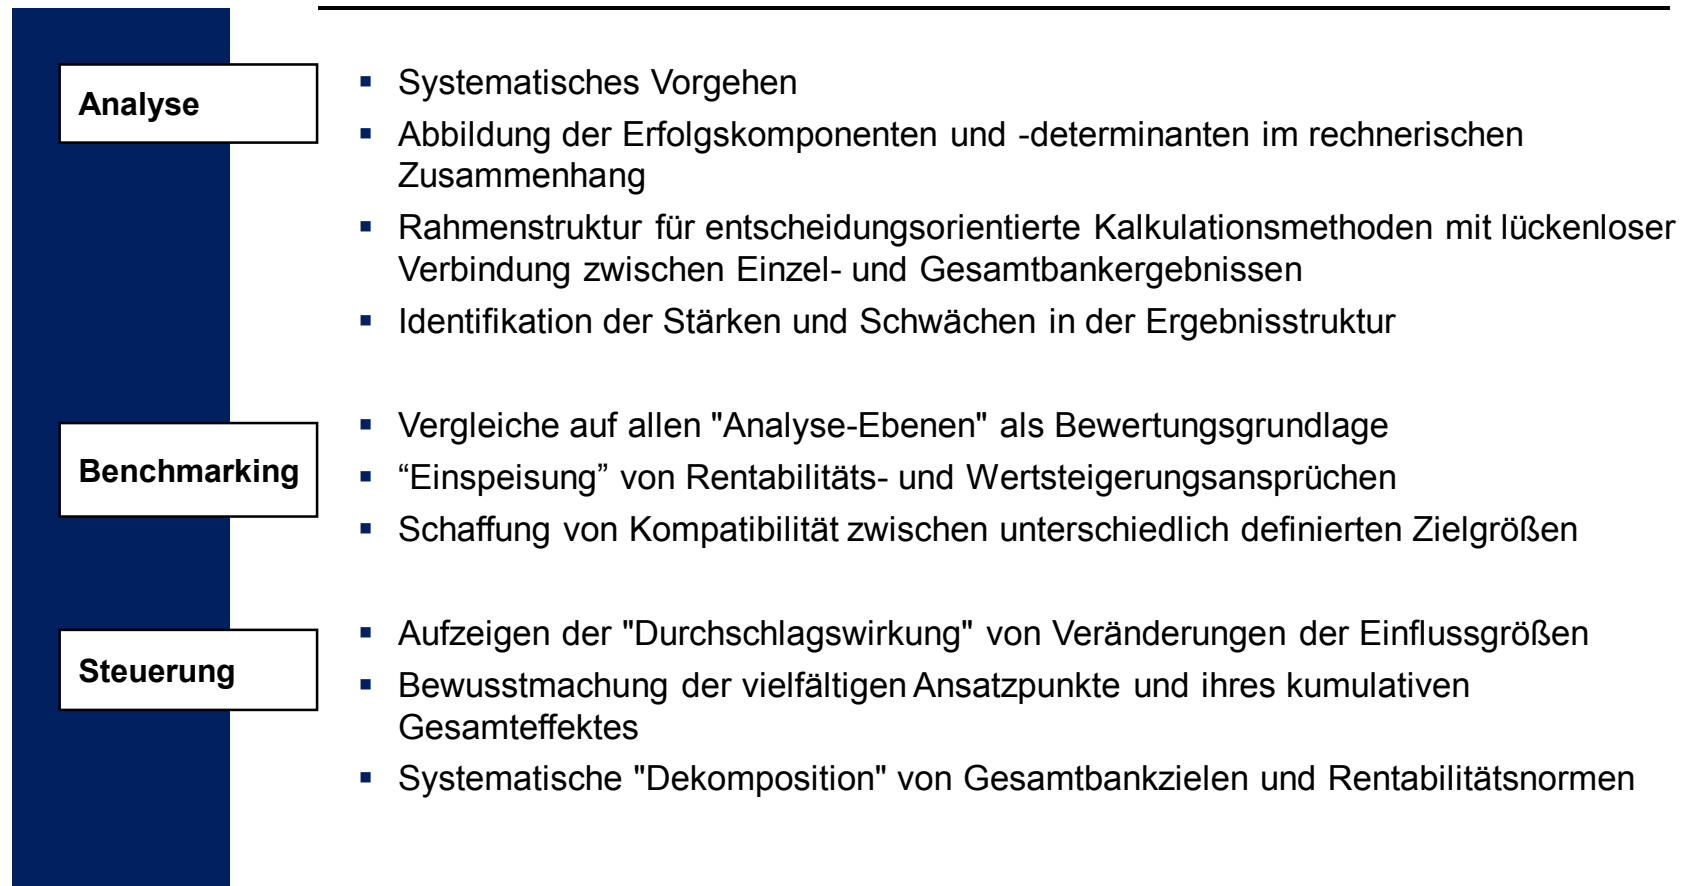 Analyse
▪ Systematisches Vorgehen
▪ Abbildung der Erfolgskomponenten und -determinanten im rechnerischen
Zusammenhang
▪ Rahmenstruktur für entscheidungsorientierte Kalkulationsmethoden mit lückenloser
Verbindung zwischen Einzel- und Gesamtbankergebnissen
▪ Identifikation der Stärken und Schwächen in der Ergebnisstruktur
Benchmarking
▪ Vergleiche auf allen "Analyse-Ebenen" als Bewertungsgrundlage
▪ “Einspeisung” von Rentabilitäts- und Wertsteigerungsansprüchen
▪ Schaffung von Kompatibilität zwischen unterschiedlich definierten Zielgrößen
Steuerung
▪ Aufzeigen der "Durchschlagswirkung" von Veränderungen der Einflussgrößen
▪ Bewusstmachung der vielfältigen Ansatzpunkte und ihres kumulativen
Gesamteffektes
▪ Systematische "Dekomposition" von Gesamtbankzielen und Rentabilitätsnormen